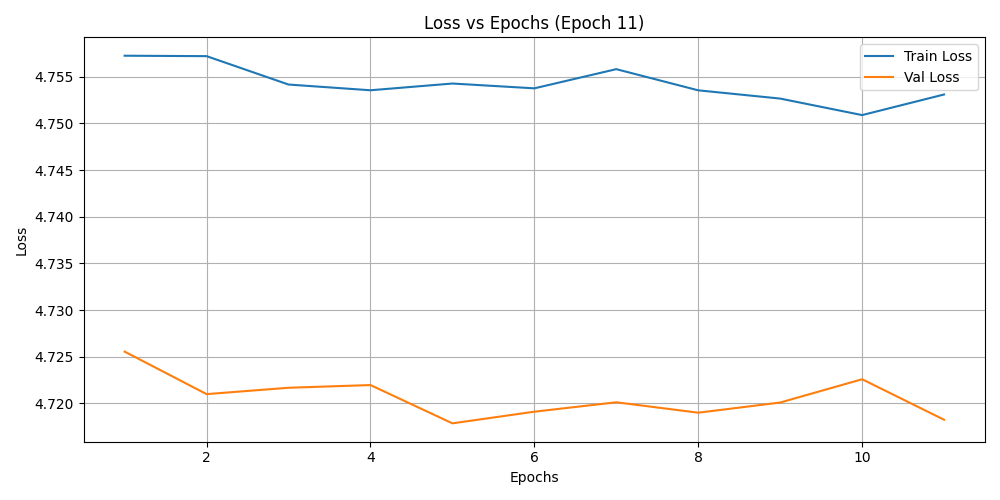 Loss vs Epochs (Epoch 11)
Train Loss
Val Loss
4.755
4.750
4.745
4.740
4.735
4.730
4.725
4.720
Loss
2 4 6 8 10
Epochs